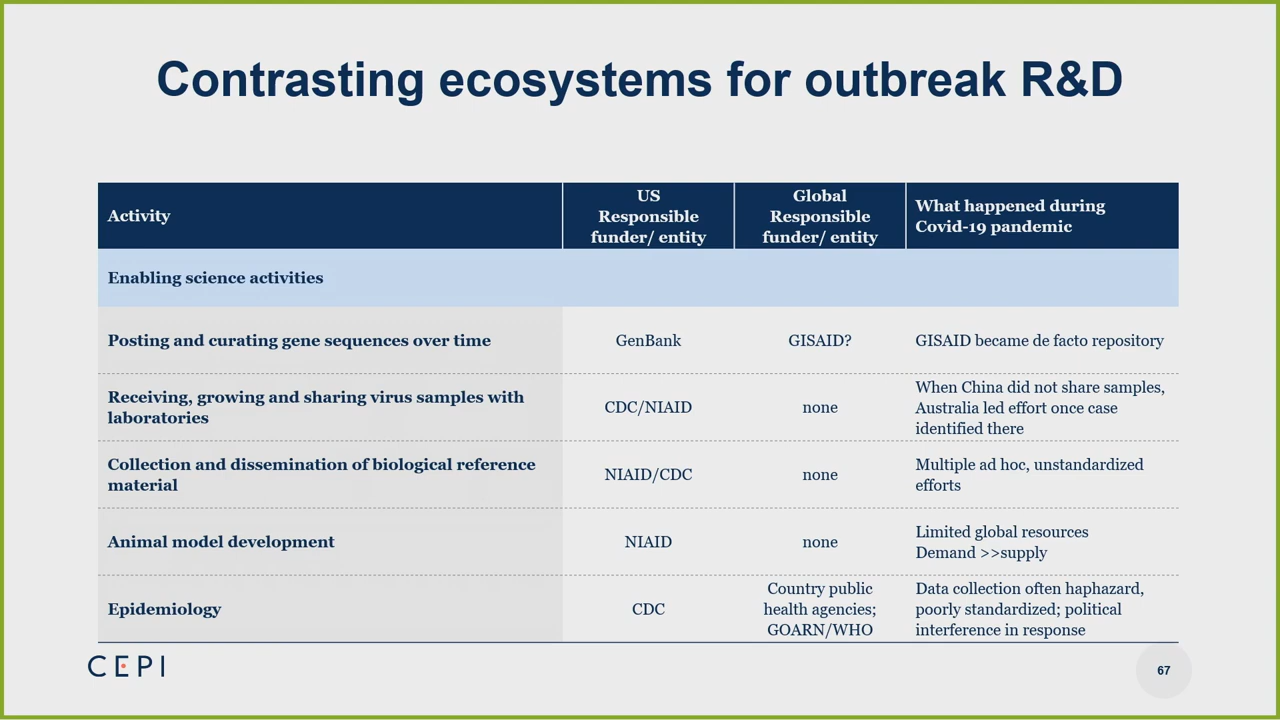 Contrasting ecosystems for outbreak R&D
Activity
US
Responsible
funder/ entity
Global
Responsible
funder/ entity
What happened during
Covid-19 pandemic
Enabling science activities
Posting and curating gene sequences over time
GenBank
GISAID?
GISAID became de facto repository
Receiving, growing and sharing virus samples with
laboratories
CDC/NIAID
none
When China did not share samples,
Australia led effort once case
identified there
Collection and dissemination of biological reference
material
NIAID/CDC
none
Multiple ad hoc, unstandardized
efforts
Animal model development
NIAID
none
Limited global resources
Demand >>supply
Epidemiology
CDC
Country public
health agencies;
GOARN/WHO
Data collection often haphazard,
poorly standardized; political
interference in response
CEPI
67